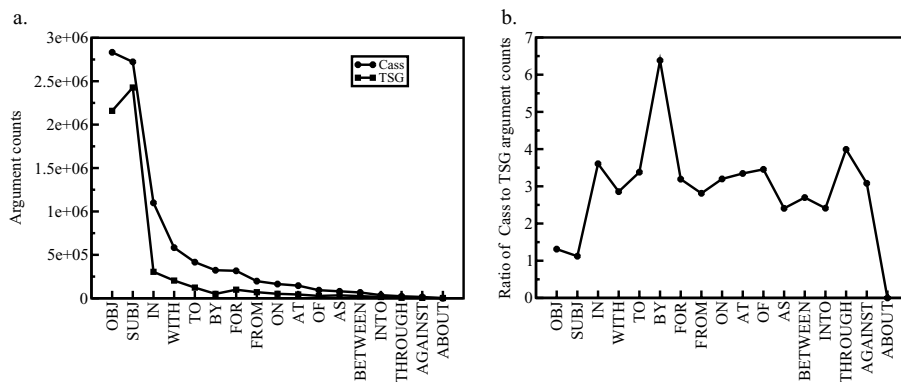 a.
3e+06
2.5e+06
2e+06
1.5e+06
1e+06
5e+05
0
Argument counts
Cass
TSG
OBJ
SUBJ
IN
WITH
TO
BY
FOR
FROM
ON
AT
OF
AS
BETWEEN
INTO
THROUGH
AGAINST
ABOUT
b.
7
6
5
4
3
2
1
0
Ratio of Cass to TSG argument counts
OBJ
SUBJ
IN
WITH
TO
BY
FOR
FROM
ON
AT
OF
AS
BETWEEN
INTO
THROUGH
AGAINST
ABOUT